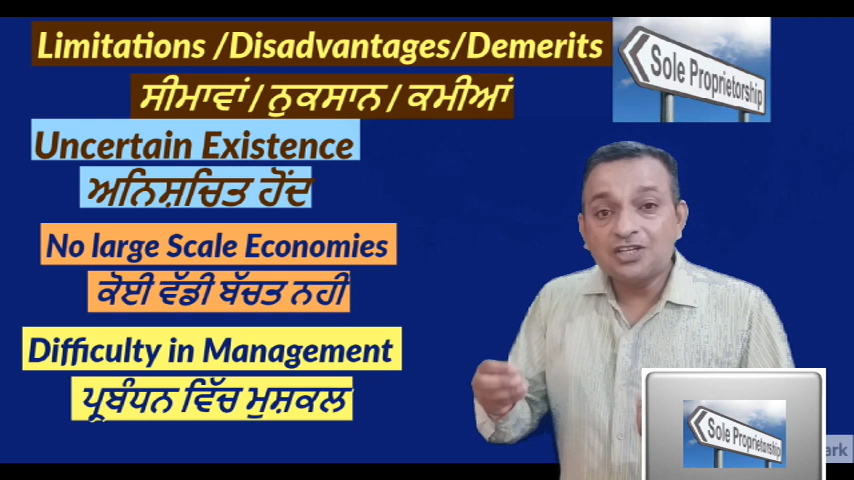 Limitations /Disadvantages/Demerits
ਸੀਮਾਵਾਂ / ਨੁਕਸਾਨ / ਕਮੀਆਂ
Sole Proprietorship
Uncertain Existence
ਅਨਿਸ਼ਚਿਤ ਹੋਂਦ
No large Scale Economies
ਕੋਈ ਵੱਡੀ ਬੱਚਤ ਨਹੀਂ
Difficulty in Management
ਪ੍ਰਬੰਧਨ ਵਿੱਚ ਮੁਸ਼ਕਲ
Sole Proprietorship